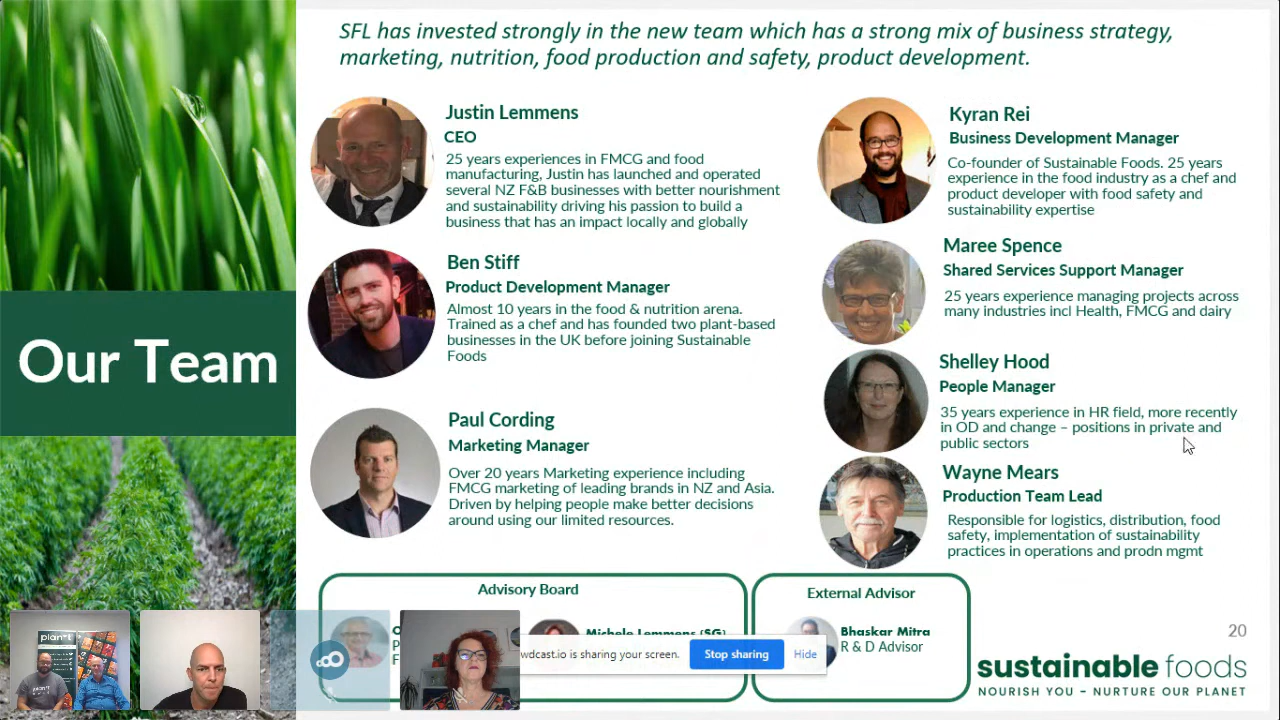 SFL has invested strongly in the new team which has a strong mix of business strategy,
marketing, nutrition, food production and safety, product development.
Our Team
Justin Lemmens
CEO
25 years experiences in FMCG and food
manufacturing, Justin has launched and operated
several NZ F&B businesses with better nourishment
and sustainability driving his passion to build a
business that has an impact locally and globally
Ben Stiff
Product Development Manager
Almost 10 years in the food & nutrition arena.
Trained as a chef and has founded two plant-based
businesses in the UK before joining Sustainable
Foods
Paul Cording
Marketing Manager
Over 20 years Marketing experience including
FMCG marketing of leading brands in NZ and Asia.
Driven by helping people make better decisions
around using our limited resources.
Kyran Rei
Business Development Manager
Co-founder of Sustainable Foods. 25 years
experience in the food industry as a chef and
product developer with food safety and
sustainability expertise
Maree Spence
Shared Services Support Manager
25 years experience managing projects across
many industries incl Health, FMCG and dairy
Shelley Hood
People Manager
35 years experience in HR field, more recently
in OD and change – positions in private and
public sectors
Wayne Mears
Production Team Lead
Responsible for logistics, distribution, food
safety, implementation of sustainability
practices in operations and prodn mgmt
Advisory Board
Michele Lemmens (SG)
External Advisor
Bhaskar Mitra
R & D Advisor
wdcast.io is sharing your screen.
Stop sharing
Hide
plan*t
20
sustainable foods
NOURISH YOU – NURTURE OUR PLANET